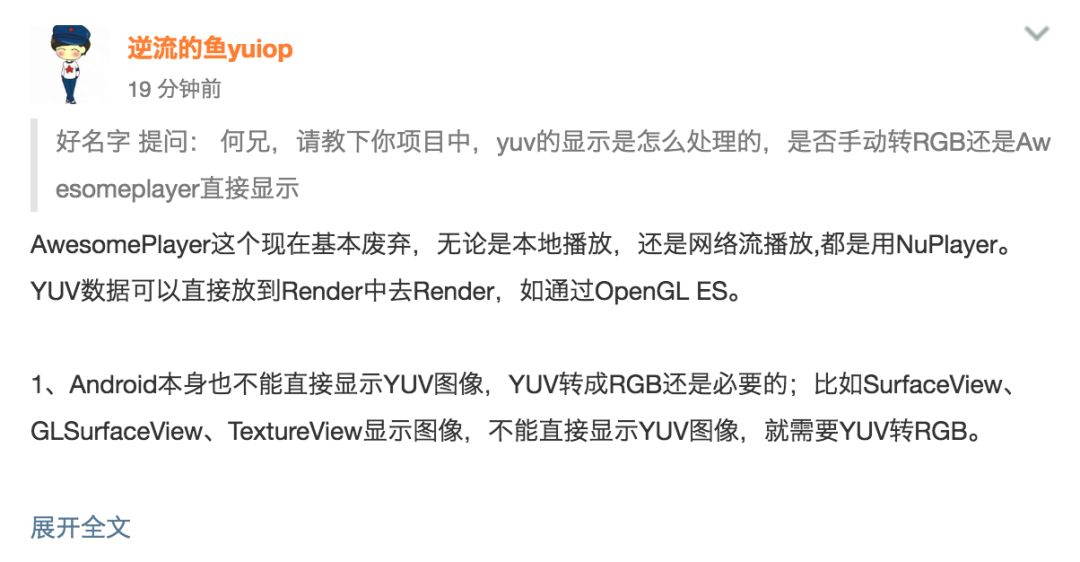 逆流的鱼yuiop
19 分钟前
好名字 提问： 何兄，请教下你项目中，yuv的显示是怎么处理的，是否手动转RGB还是Aw
esomeplayer直接显示
AwesomePlayer这个现在基本废弃，无论是本地播放，还是网络流播放,都是用NuPlayer。
YUV数据可以直接放到Render中去Render，如通过OpenGL ES。
1、Android本身也不能直接显示YUV图像，YUV转成RGB还是必要的；比如SurfaceView、
GLSurfaceView、TextureView显示图像，不能直接显示YUV图像，就需要YUV转RGB。
展开全文